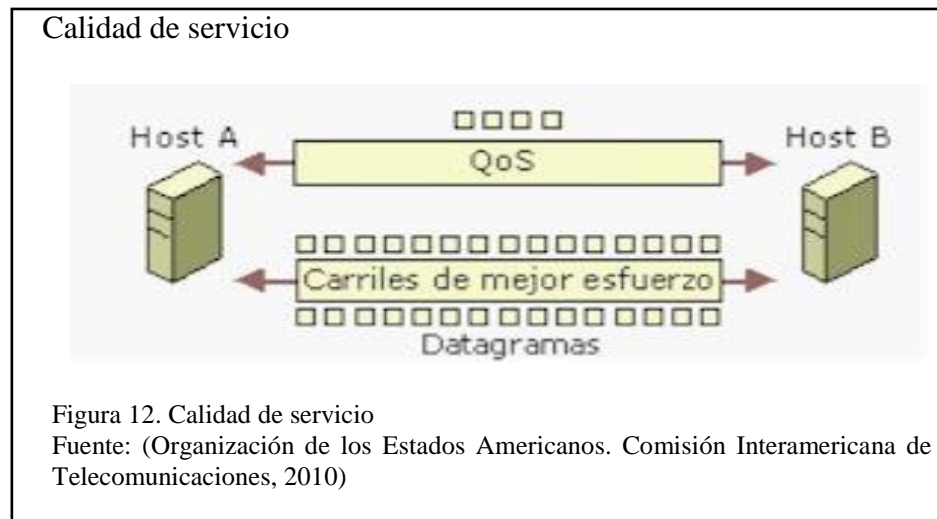 Calidad de servicio
Host A
Host B
QoS
Carriles de mejor esfuerzo
Datagramas
Figura 12. Calidad de servicio
Fuente: (Organización de los Estados Americanos. Comisión Interamericana de
Telecomunicaciones, 2010)